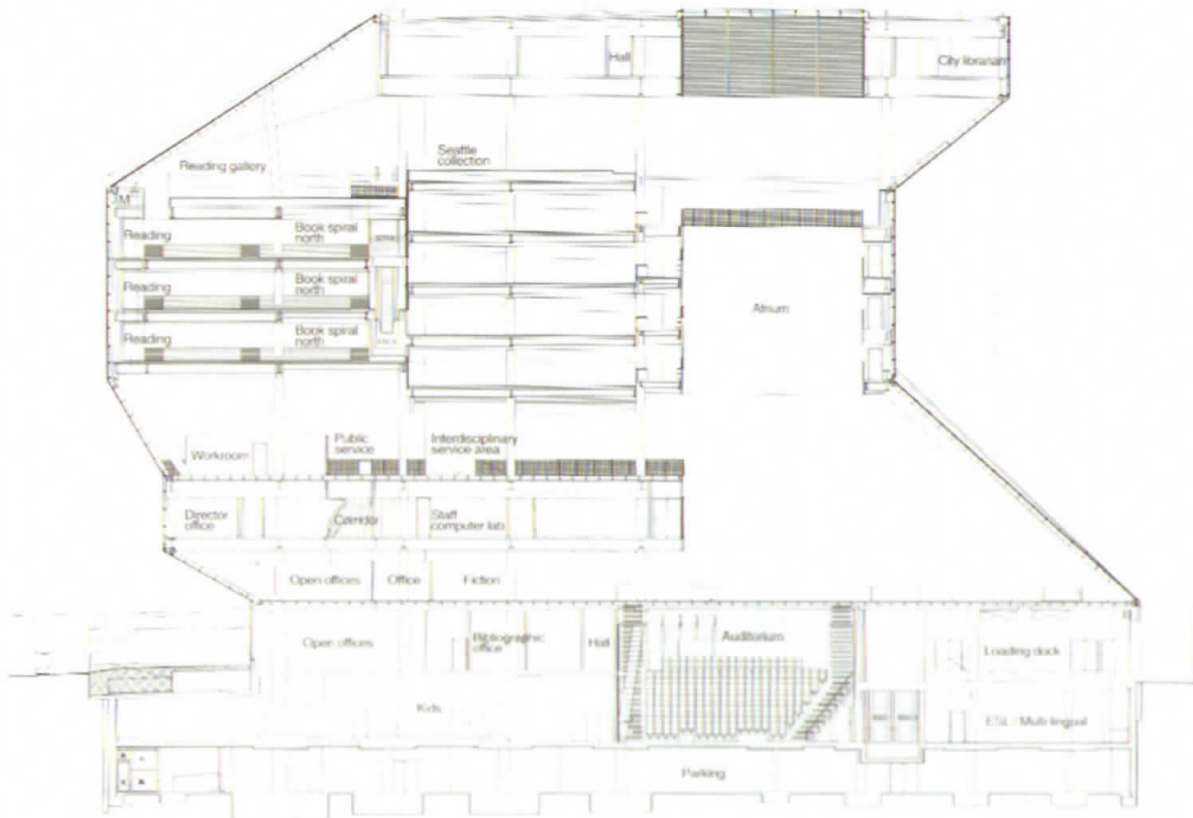 Hall
City librarian
Seattle
collection
Reading gallery
M
Reading
Book spiral
north
Reading
Book spiral
north
Atrium
Reading
Book spiral
north
Workroom
Public
service
Interdisciplinary
service area
Director
office
Corridor
Staff
computer lab
Open offices
Office
Fiction
Open offices
Bibliographic
office
Hall
Auditorium
Loading dock
Kids
ESL / Multi-lingual
Parking